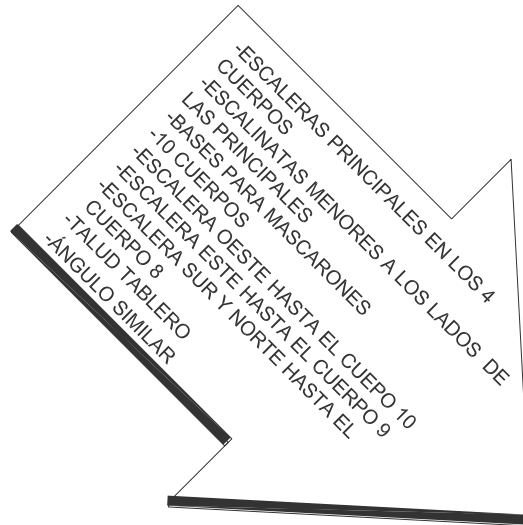 -ESCALERAS PRINCIPALES EN LOS 4
CUERPOS
-ESCALINATAS MENORES A LOS LADOS DE
LAS PRINCIPALES
-BASES PARA MASCARONES
-10 CUERPOS
-ESCALERA OESTE HASTA EL CUEPO 10
-ESCALERA ESTE HASTA EL CUERPO 9
-ESCALERA SUR Y NORTE HASTA EL
CUERPO 8
-TALUD TABLERO
-ÁNGULO SIMILAR